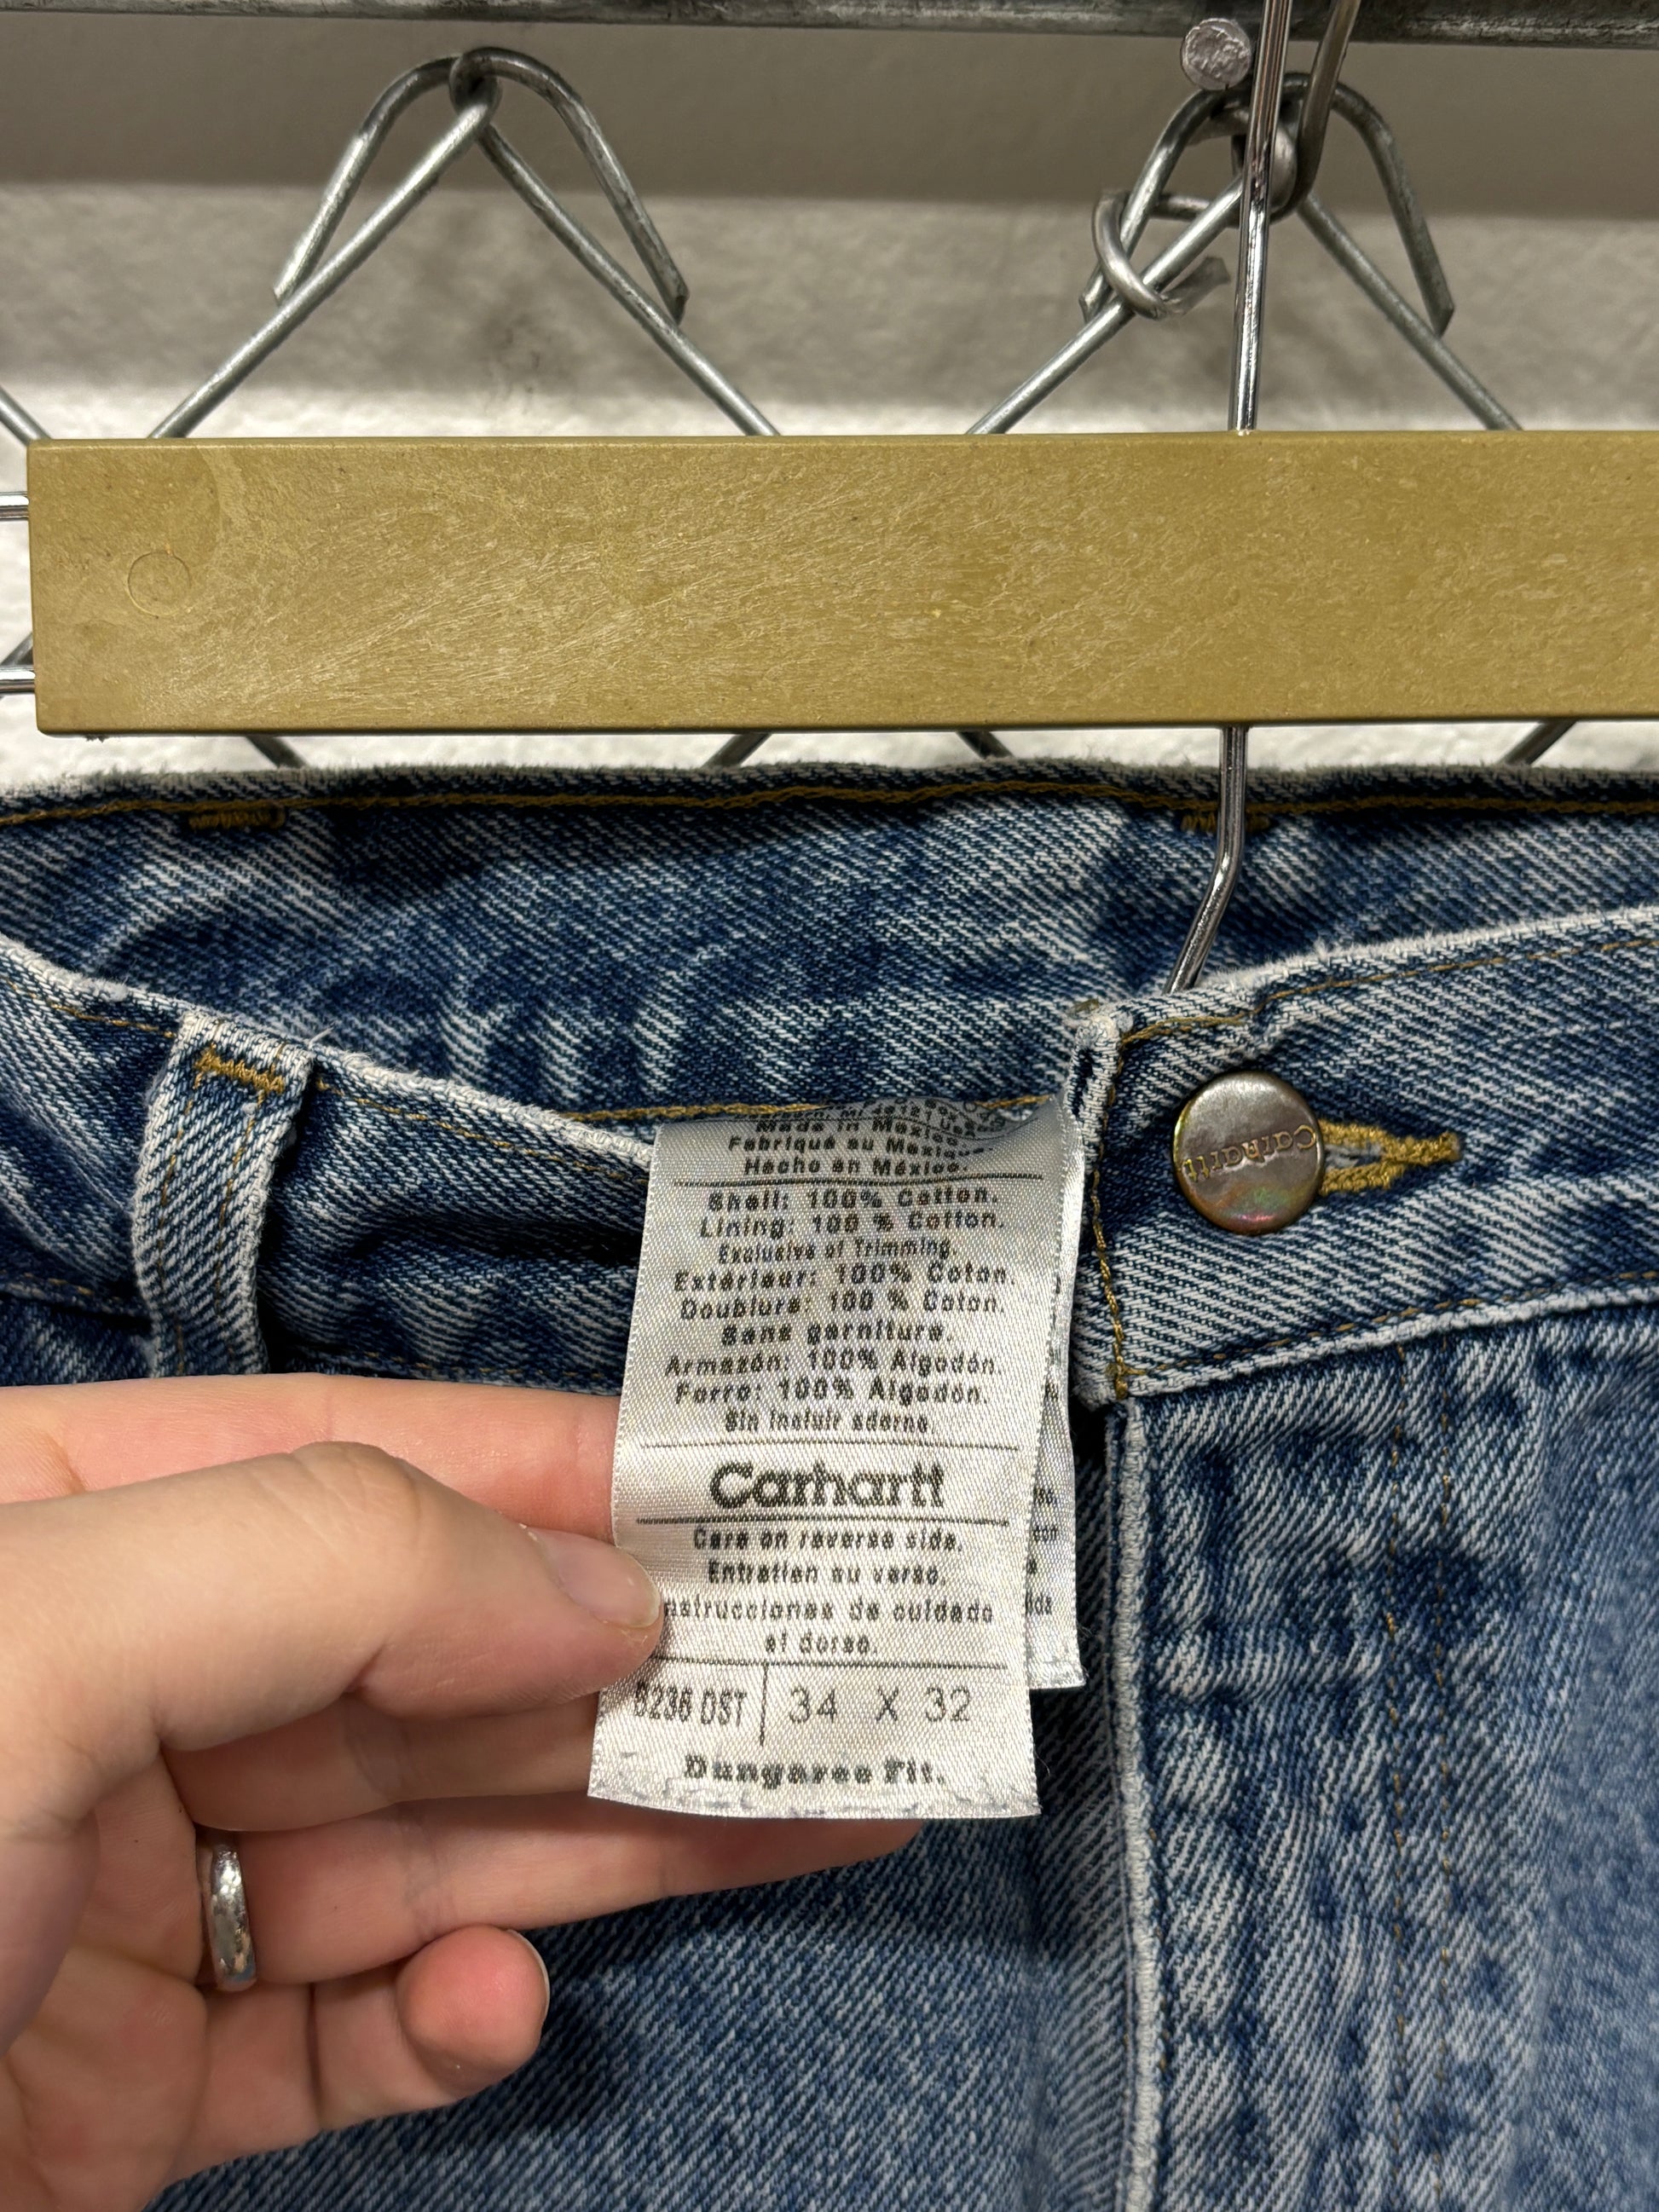 Made in Mexico.
Fabriqué au Mexique.
Hecho en México.
Shell: 100% Cotton.
Lining: 100 % Cotton.
Exclusive of Trimming.
Extérieur: 100% Coton.
Doublure: 100 % Coton.
Sans garniture.
Armazón: 100% Algodón.
Forro: 100% Algodón.
Sin incluir adorno
Carhartt
Care on reverse side.
Entretien au verso.
nstrucciones de cuidado
al dorso.
B236 DST 34 X 32
Dungaree Fit.
Carhartt